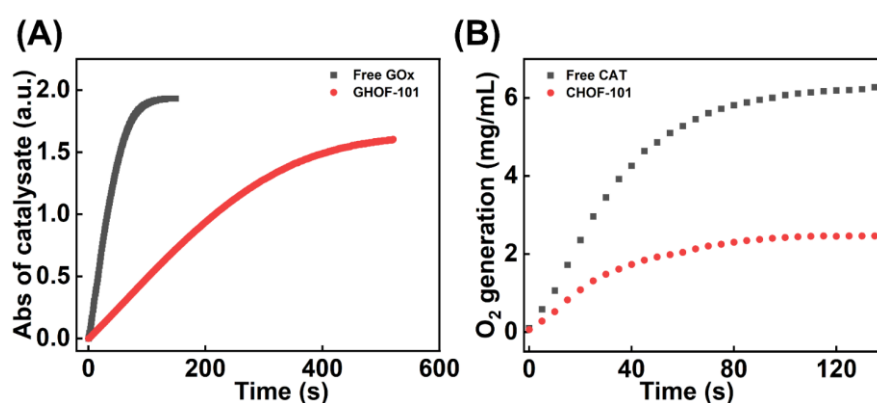 (A)
Abs of catalysate (a.u.)
2.0
1.5
1.0
0.5
0.0
Free GOx
GHOF-101
0
200
400
600
Time (s)
(B)
O₂ generation (mg/mL)
6
4
2
0
Free CAT
CHOF-101
0
40
80
120
Time (s)